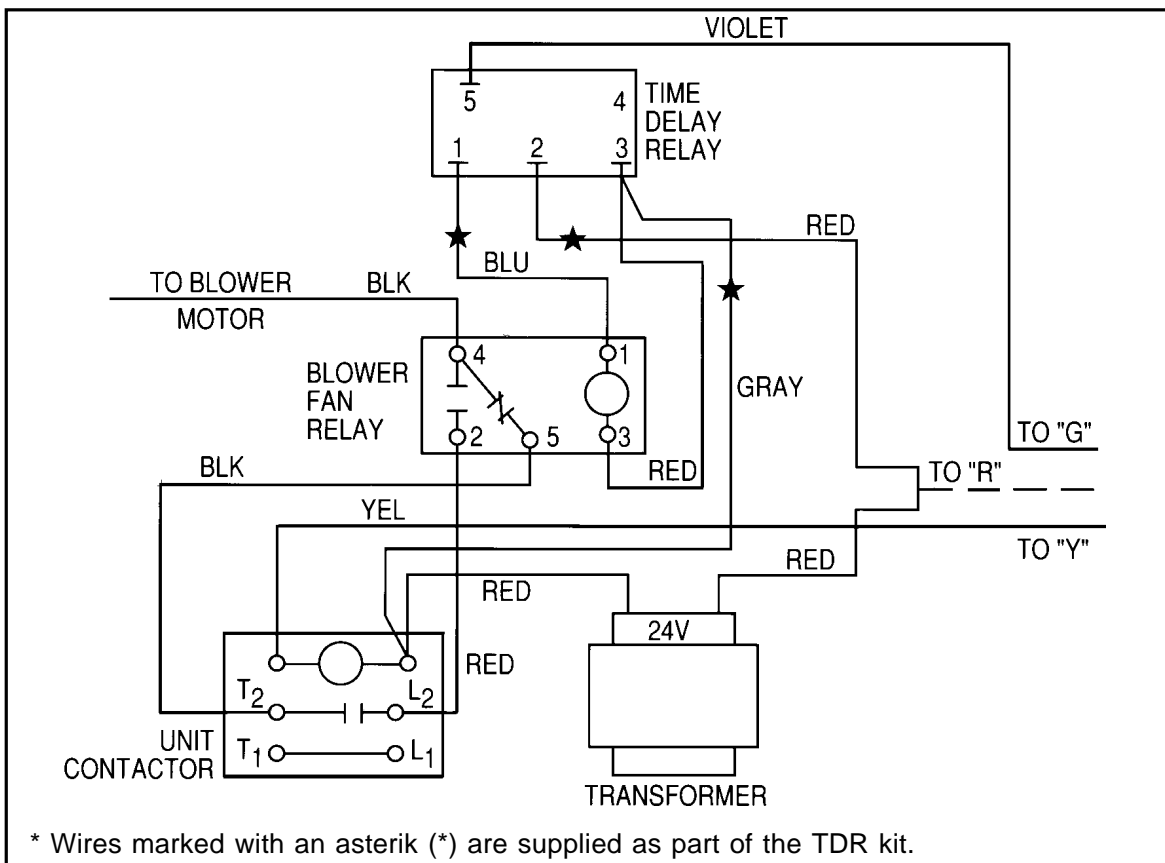 VIOLET
5
4
TIME
DELAY
RELAY
1
2
3
RED
BLU
TO BLOWER
MOTOR
BLK
4
1
BLOWER
FAN
RELAY
GRAY
2
5
3
TO "G"
BLK
RED
TO "R"
YEL
RED
TO "Y"
RED
24V
RED
T2
L2
UNIT
CONTACTOR
T1
L1
TRANSFORMER
* Wires marked with an asterik (*) are supplied as part of the TDR kit.